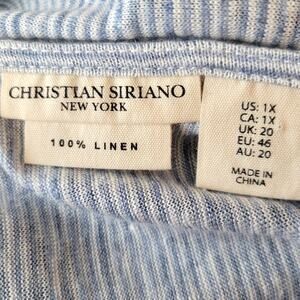 CHRISTIAN SIRIANO
NEW YORK
100% LINEN
US: 1X
CA: 1X
UK: 20
EU: 46
AU: 20
MADE IN
CHINA